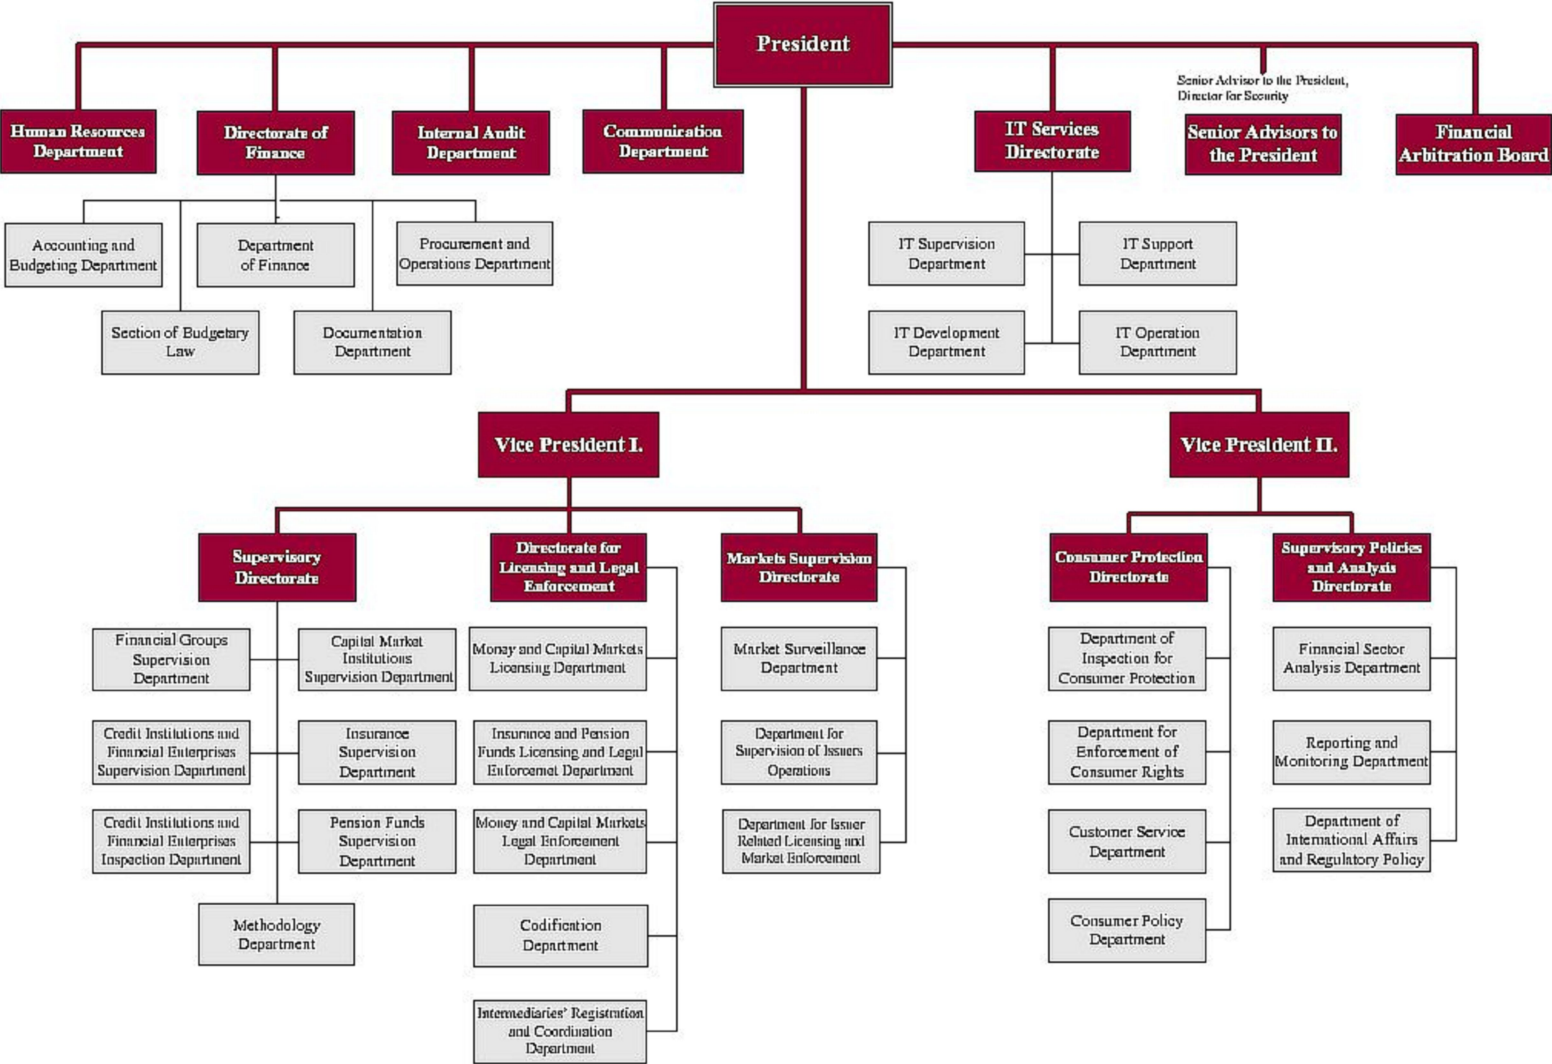 President
Senior Advisor to the President,
Director for Security
Human Resources
Department
Directorate of
Finance
Internal Audit
Department
Communication
Department
IT Services
Directorate
Senior Advisors to
the President
Financial
Arbitration Board
Accounting and
Budgeting Department
Department
of Finance
Procurement and
Operations Department
Section of Budgetary
Law
Documentation
Department
IT Supervision
Department
IT Support
Department
IT Development
Department
IT Operation
Department
Vice President I.
Vice President II.
Supervisory
Directorate
Directorate for
Licensing and Legal
Enforcement
Markets Supervision
Directorate
Consumer Protection
Directorate
Supervisory Policies
and Analysis
Directorate
Financial Groups
Supervision
Department
Capital Market
Institutions
Supervision Department
Money and Capital Markets
Licensing Department
Market Surveillance
Department
Department of
Inspection for
Consumer Protection
Financial Sector
Analysis Department
Credit Institutions and
Financial Enterprises
Supervision Department
Insurance
Supervision
Department
Insurance and Pension
Funds Licensing and Legal
Enforcemet Department
Department for
Supervision of Issuers
Operations
Department for
Enforcement of
Consumer Rights
Reporting and
Monitoring Department
Credit Institutions and
Financial Enterprises
Inspection Department
Pension Funds
Supervision
Department
Money and Capital Markets
Legal Enforcement
Department
Department for Issuer
Related Licensing and
Market Enforcement
Customer Service
Department
Department of
International Affairs
and Regulatory Policy
Methodology
Department
Codification
Department
Consumer Policy
Department
Intermediaries' Registration
and Coordination
Department